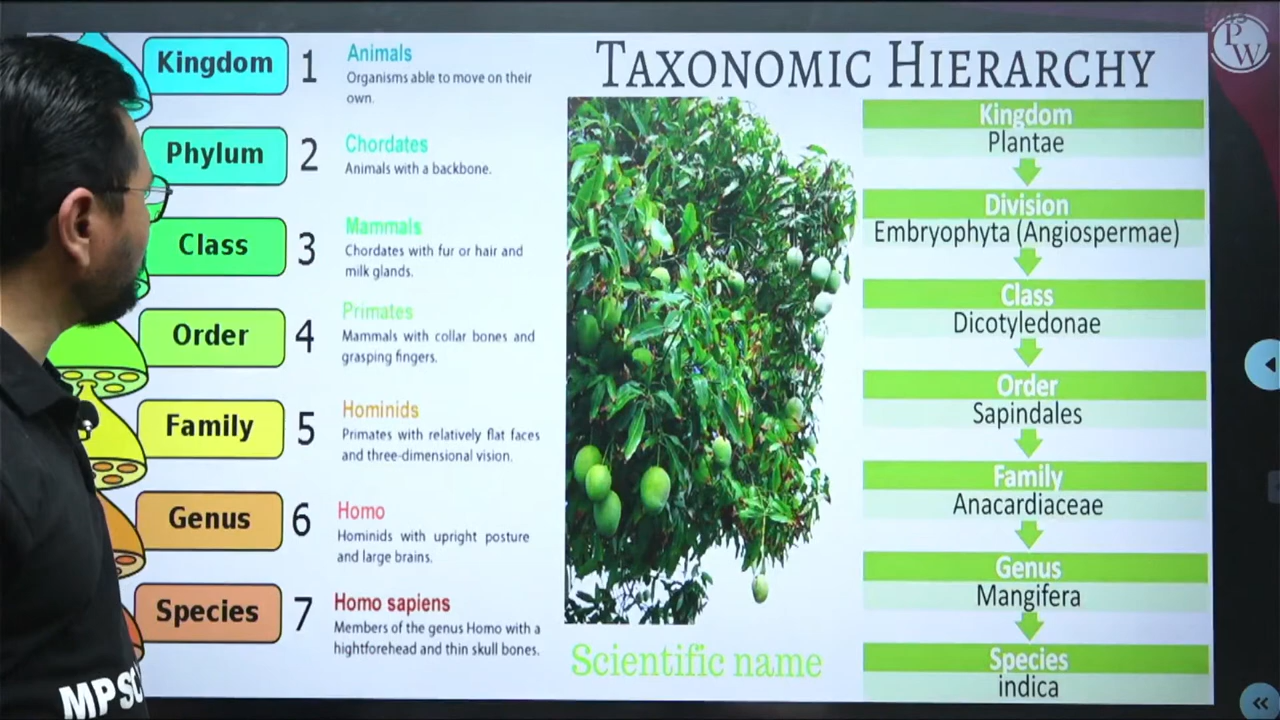 Kingdom 1 Animals
Organisms able to move on their
own.
Phylum 2 Chordates
Animals with a backbone.
Class 3 Mammals
Chordates with fur or hair and
milk glands.
Order 4 Primates
Mammals with collar bones and
grasping fingers.
Family 5 Hominids
Primates with relatively flat faces
and three-dimensional vision.
Genus 6 Homo
Hominids with upright posture
and large brains.
Species 7 Homo sapiens
Members of the genus Homo with a
hightforehead and thin skull bones.
TAXONOMIC HIERARCHY
Scientific name
Kingdom
Plantae
Division
Embryophyta (Angiospermae)
Class
Dicotyledonae
Order
Sapindales
Family
Anacardiaceae
Genus
Mangifera
Species
indica
PW
MPSC